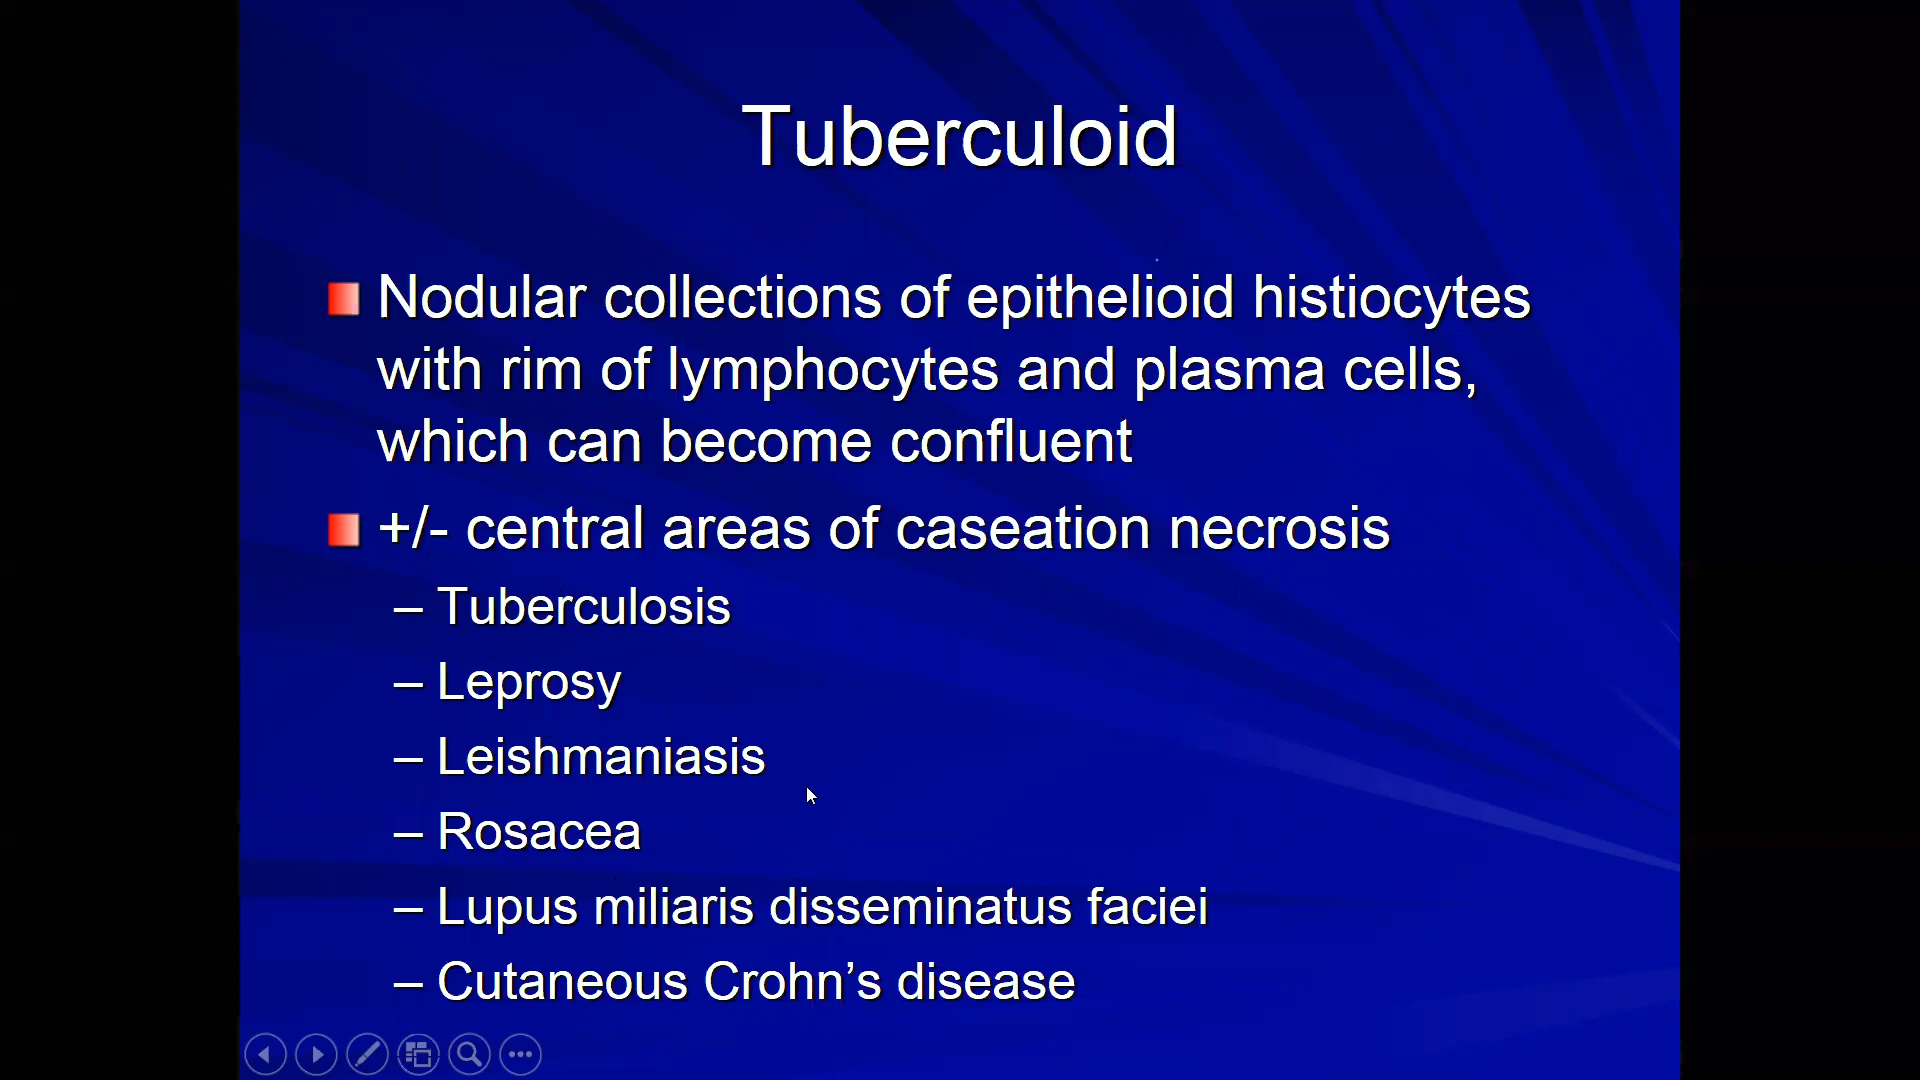 Tuberculoid
Nodular collections of epithelioid histiocytes
with rim of lymphocytes and plasma cells,
which can become confluent
+/- central areas of caseation necrosis
– Tuberculosis
– Leprosy
– Leishmaniasis
– Rosacea
– Lupus miliaris disseminatus faciei
– Cutaneous Crohn’s disease